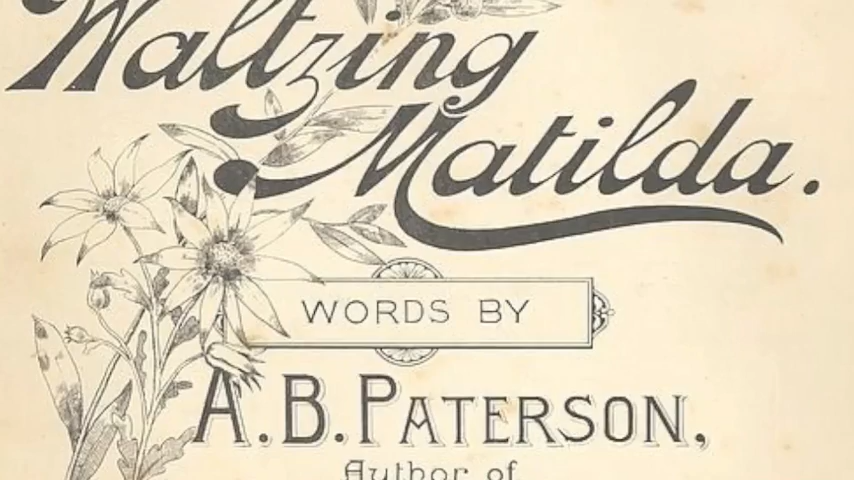 Waltzing
Matilda.
WORDS BY
A.B. PATERSON,
Author of